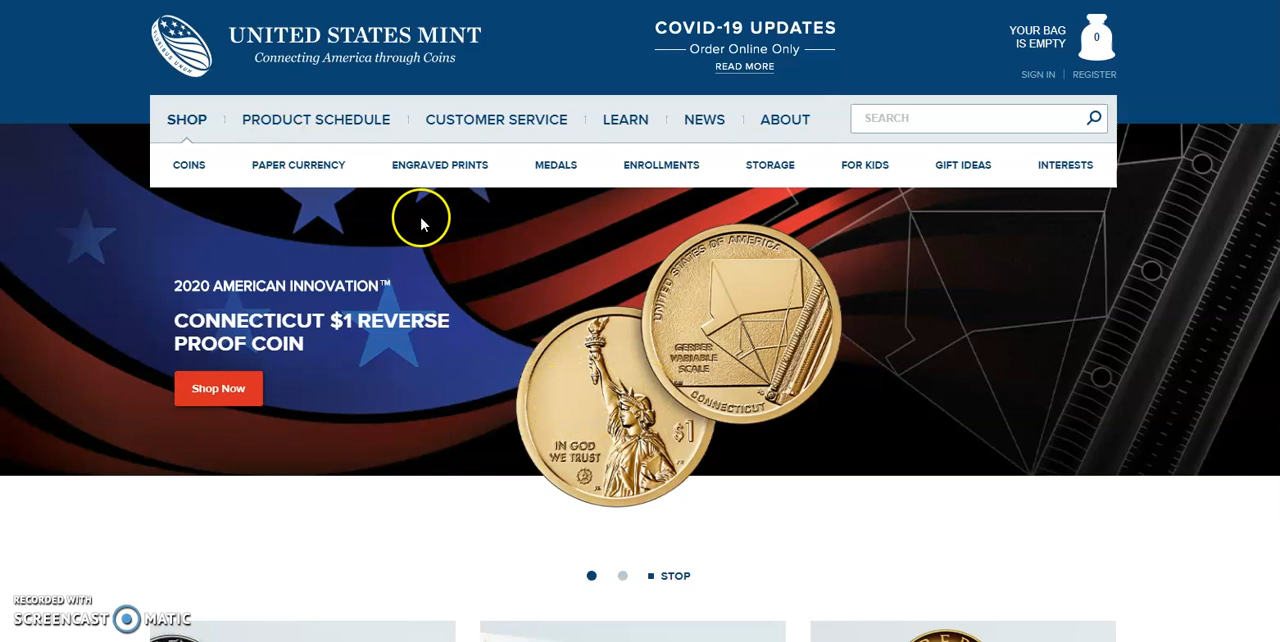 UNITED STATES MINT
Connecting America through Coins
COVID-19 UPDATES
Order Online Only
READ MORE
YOUR BAG
IS EMPTY
0
SIGN IN
REGISTER
SHOP
PRODUCT SCHEDULE
CUSTOMER SERVICE
LEARN
NEWS
ABOUT
SEARCH
COINS
PAPER CURRENCY
ENGRAVED PRINTS
MEDALS
ENROLLMENTS
STORAGE
FOR KIDS
GIFT IDEAS
INTERESTS
2020 AMERICAN INNOVATION™
CONNECTICUT $1 REVERSE
PROOF COIN
Shop Now
UNITED STATES OF AMERICA
GERBER
VARIABLE
SCALE
CONNECTICUT
IN GOD
WE TRUST
$1
STOP
RECORDED WITH
SCREENCAST MATIC